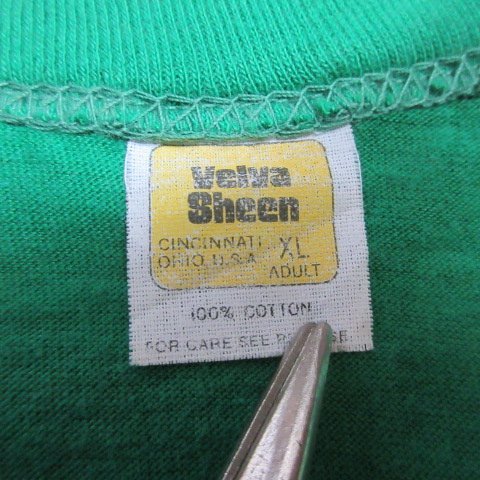 Velva
Sheen
CINCINNATI
OHIO, U.S.A. XL
ADULT
100% COTTON
FOR CARE SEE